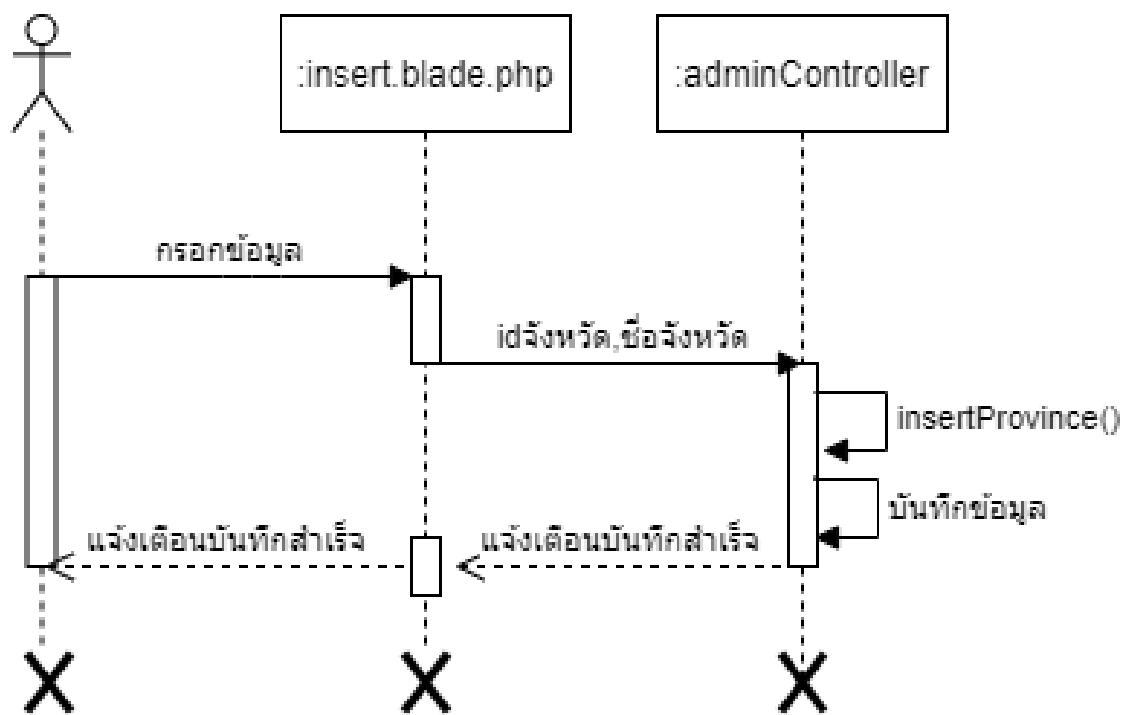 :insert.blade.php
:adminController
กรอกข้อมูล
idจังหวัด,ชื่อจังหวัด
insertProvince()
บันทึกข้อมูล
แจ้งเตือนบันทึกสำเร็จ
แจ้งเตือนบันทึกสำเร็จ